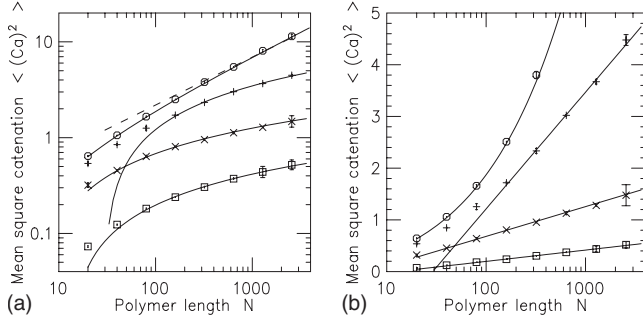 Mean square catenation < (Ca)² >
10
1
0.1
10
100
1000
Polymer length N
(a)
Mean square catenation < (Ca)² >
5
4
3
2
1
0
10
100
1000
Polymer length N
(b)